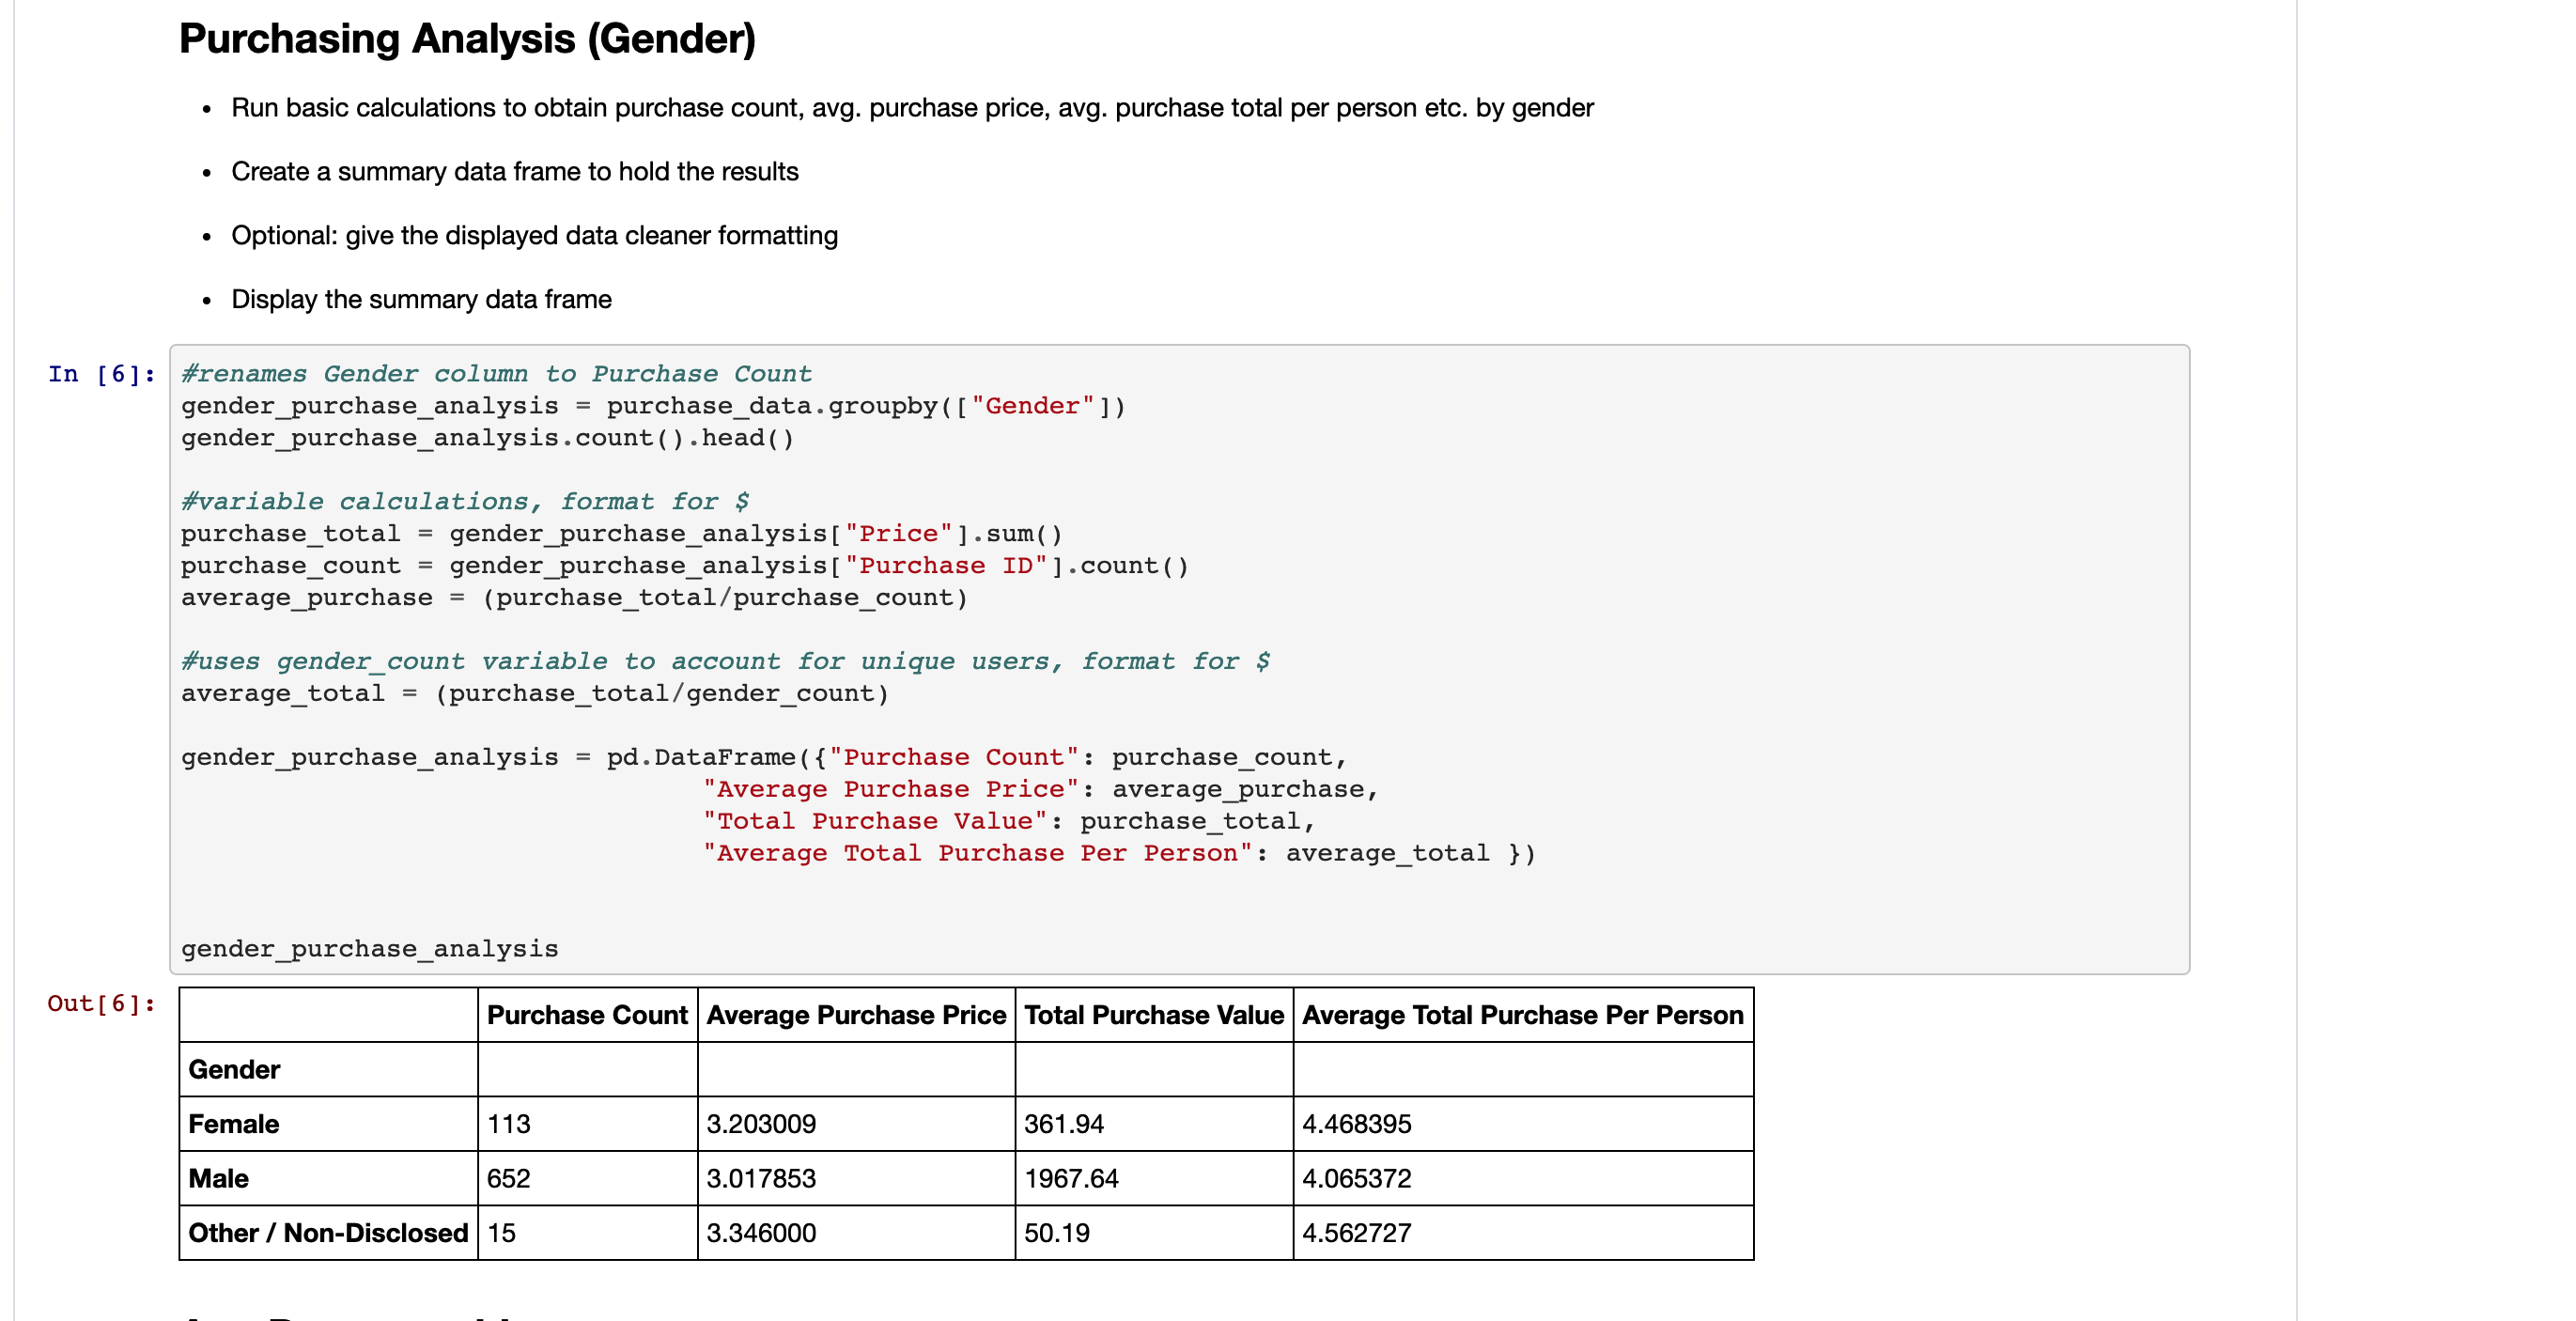 Purchasing Analysis (Gender)
• Run basic calculations to obtain purchase count, avg. purchase price, avg. purchase total per person etc. by gender
• Create a summary data frame to hold the results
• Optional: give the displayed data cleaner formatting
• Display the summary data frame
In [6]:
#renames Gender column to Purchase Count
gender_purchase_analysis = purchase_data.groupby(["Gender"])
gender_purchase_analysis.count().head()
#variable calculations, format for $
purchase_total = gender_purchase_analysis["Price"].sum()
purchase_count = gender_purchase_analysis["Purchase ID"].count()
average_purchase = (purchase_total/purchase_count)
#uses gender_count variable to account for unique users, format for $
average_total = (purchase_total/gender_count)
gender_purchase_analysis = pd.DataFrame({"Purchase Count": purchase_count,
"Average Purchase Price": average_purchase,
"Total Purchase Value": purchase_total,
"Average Total Purchase Per Person": average_total })
gender_purchase_analysis
Out[6]:
Purchase Count Average Purchase Price Total Purchase Value Average Total Purchase Per Person
Gender
Female 113 3.203009 361.94 4.468395
Male 652 3.017853 1967.64 4.065372
Other / Non-Disclosed 15 3.346000 50.19 4.562727